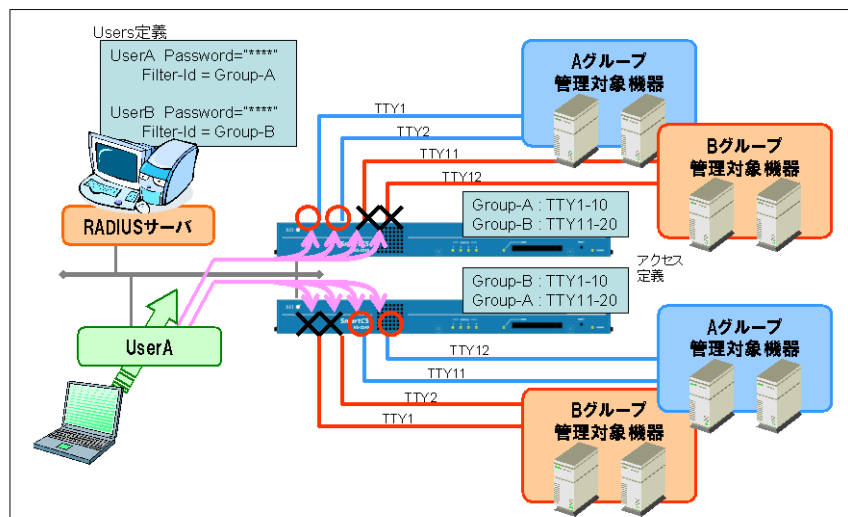 Users定義
UserA Password="****"
Filter-Id = Group-A
UserB Password="****"
Filter-Id = Group-B
RADIUSサーバ
UserA
TTY1
TTY2
TTY11
TTY12
Aグループ
管理対象機器
Bグループ
管理対象機器
Group-A : TTY1-10
Group-B : TTY11-20
SmartCS
アクセス
定義
Group-B : TTY1-10
Group-A : TTY11-20
SmartCS
TTY12
TTY11
TTY2
TTY1
Aグループ
管理対象機器
Bグループ
管理対象機器